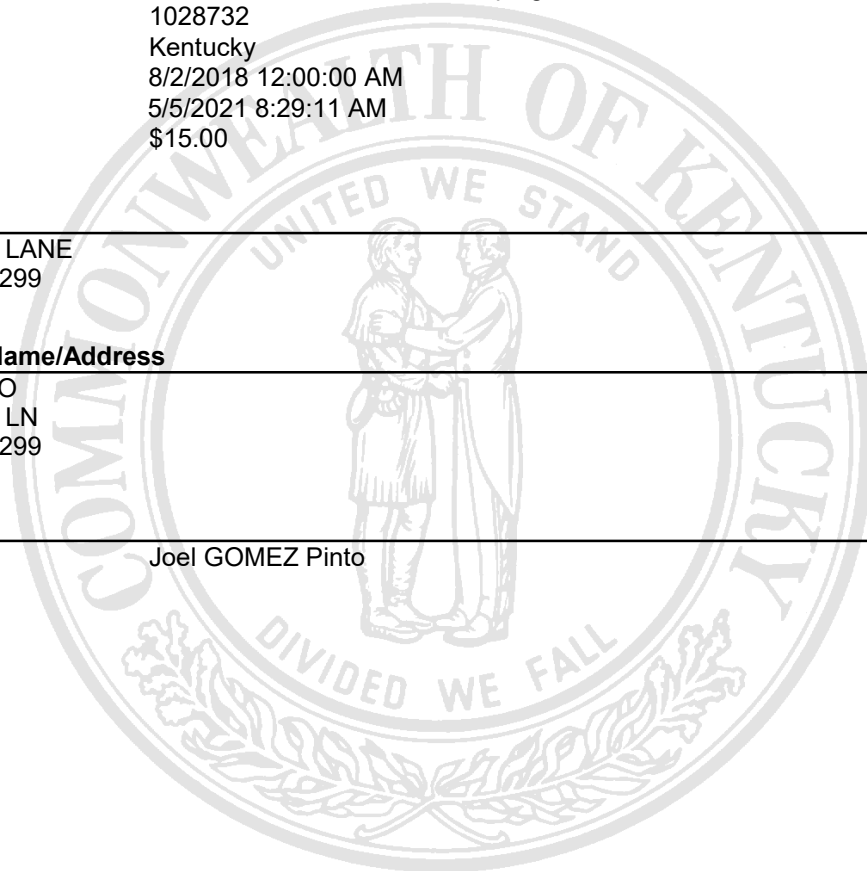 1028732
Kentucky
8/2/2018 12:00:00 AM
5/5/2021 8:29:11 AM
$15.00
LANE
299
Name/Address
O
LN
299
Joel GOMEZ Pinto
COMMONWEALTH OF KENTUCKY
UNITED WE STAND
DIVIDED WE FALL